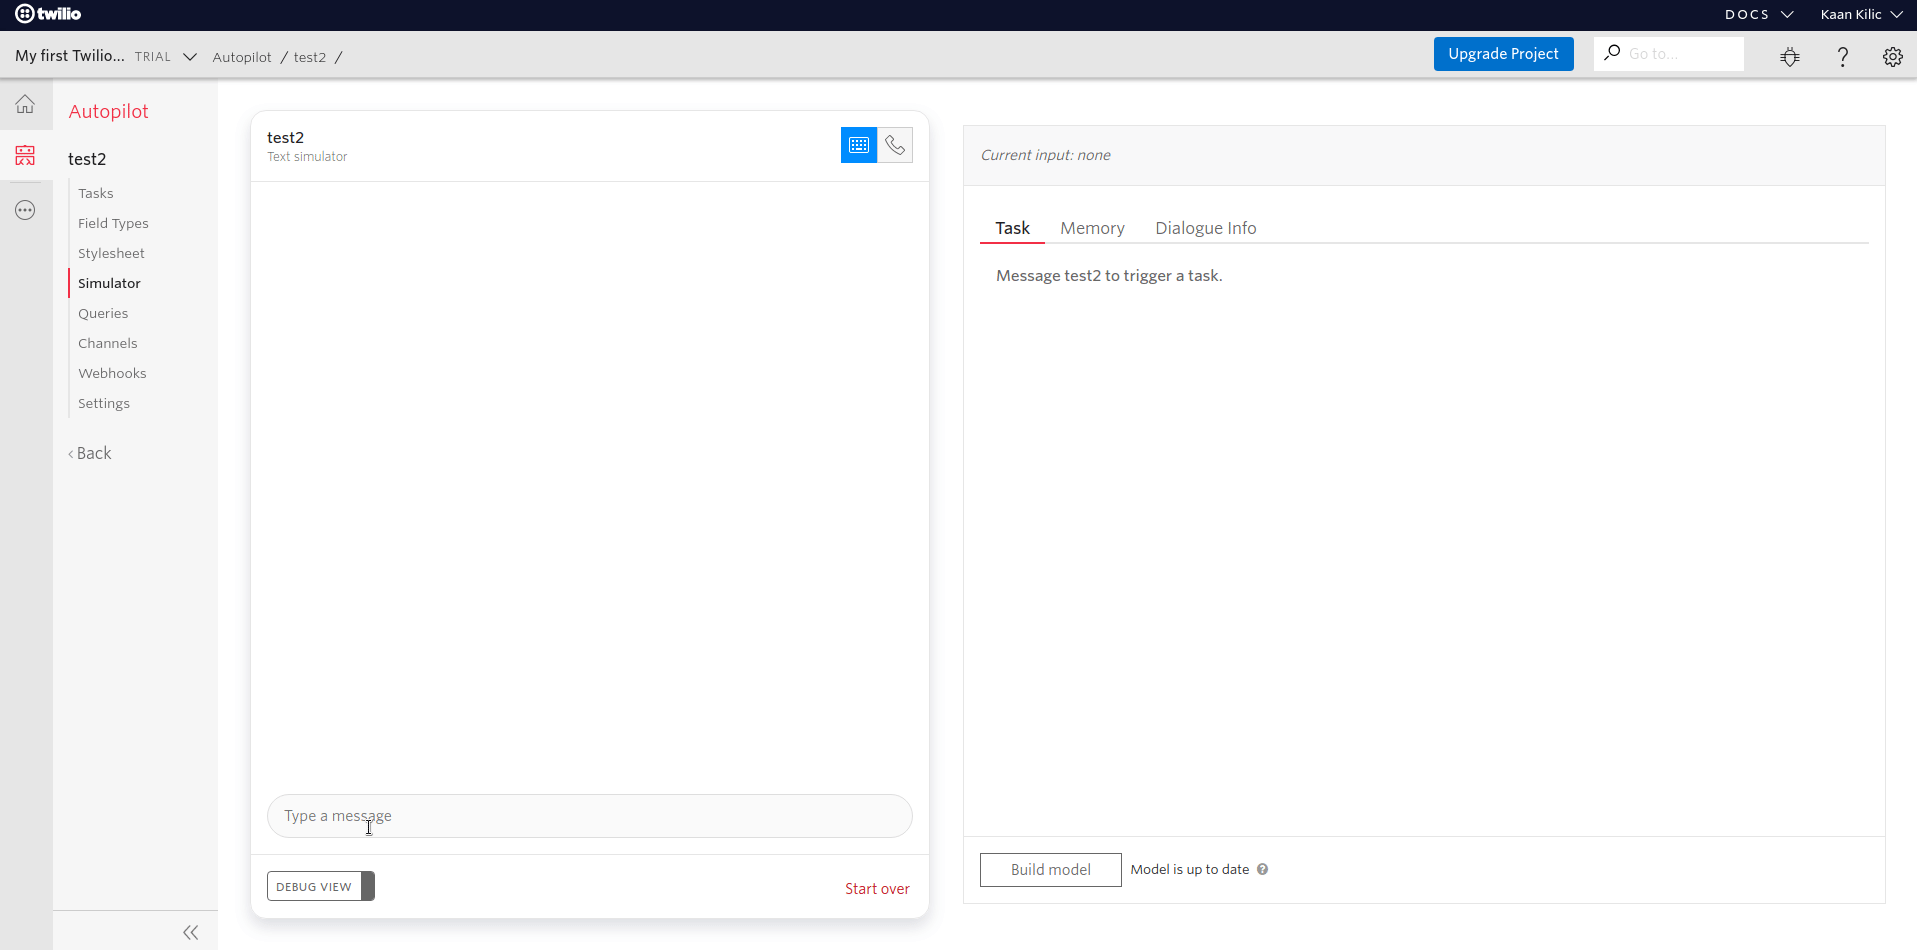 twilio
DOCS
Kaan Kilic
My first Twilio... TRIAL
Autopilot / test2 /
Upgrade Project
Go to...
?
Autopilot
test2
Tasks
Field Types
Stylesheet
Simulator
Queries
Channels
Webhooks
Settings
‹ Back
test2
Text simulator
Type a message
DEBUG VIEW
Start over
Current input: none
Task Memory Dialogue Info
Message test2 to trigger a task.
Build model
Model is up to date ?